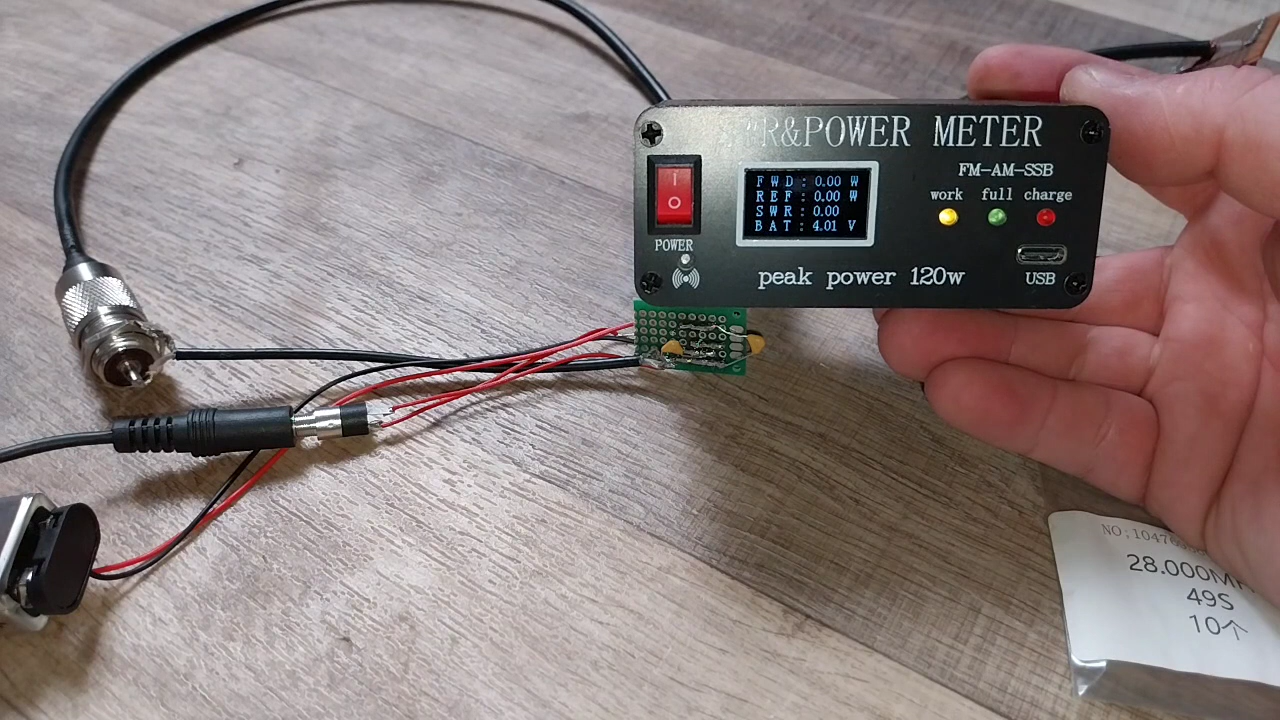 R&POWER METER
FM-AM-SSB
work full charge
FWD: 0.00 W
REF: 0.00 W
SWR: 0.00
BAT: 4.01 V
I
O
POWER
peak power 120w
USB
28.000M
49S
10个